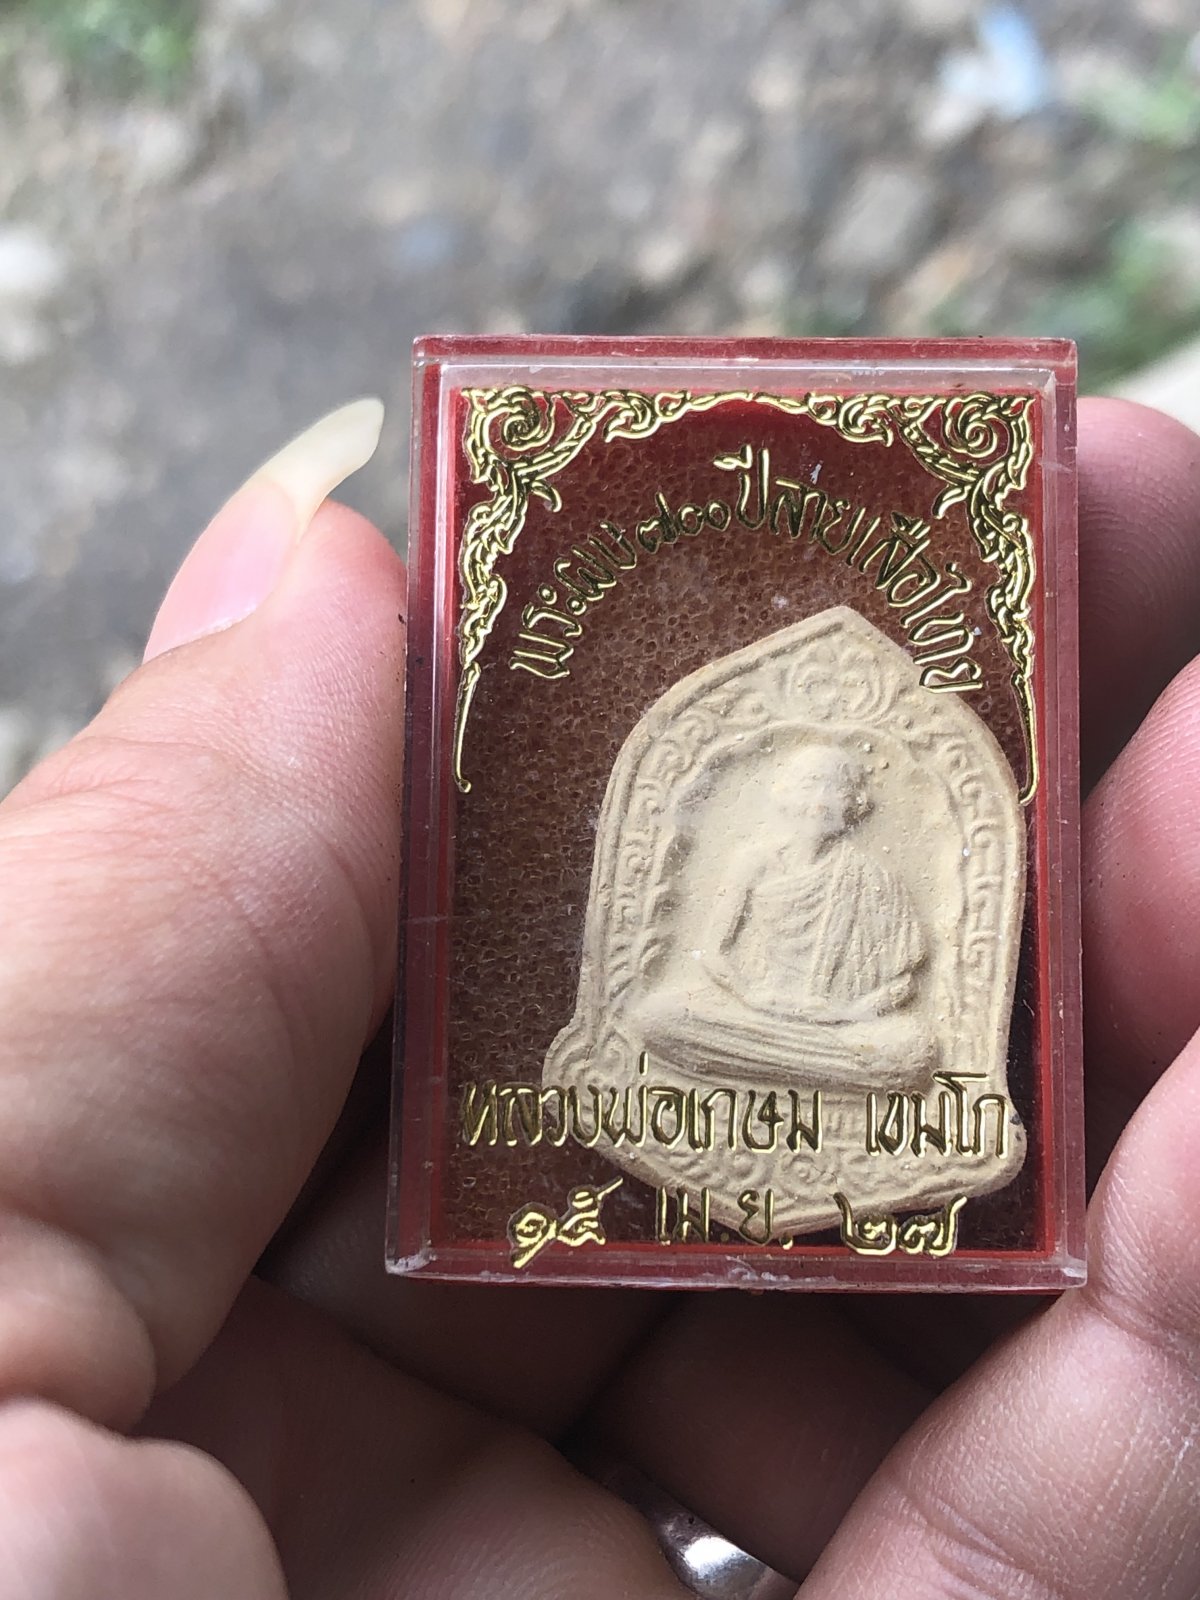 พระผง ๗๐๐ ปี ลายเสือไทย
หลวงพ่อเกษม เขมโก
๑๕ เม.ย. ๒๗